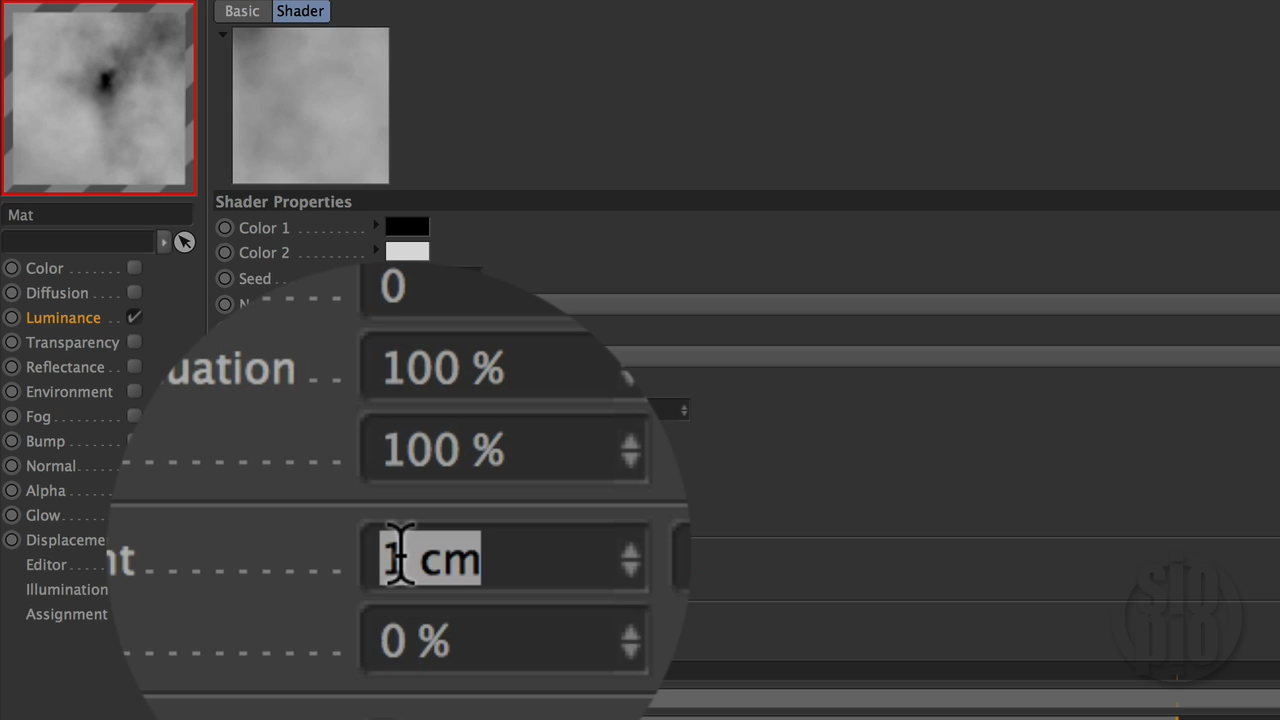 Basic Shader
Shader Properties
Mat
Color 1
Color 2
Seed
0
Color
Diffusion
Luminance
uation 100 %
Transparency
Reflectance
Environment
Fog
100 %
Bump
Normal
Alpha
Glow
Displaceme
nt 1 cm
Editor
Illumination
Assignment
0 %